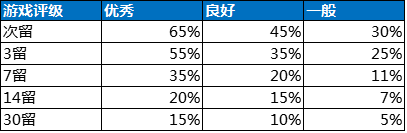 游戏评级 优秀 良好 一般
次留 65% 45% 30%
3留 55% 35% 25%
7留 35% 20% 11%
14留 20% 15% 7%
30留 15% 10% 5%